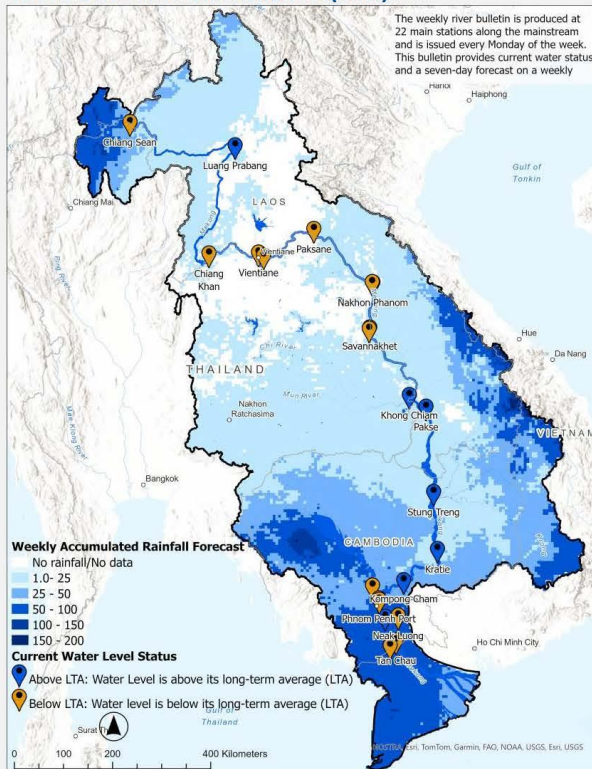 The weekly river bulletin is produced at
22 main stations along the mainstream
and is issued every Monday of the week.
This bulletin provides current water status
and a seven-day forecast on a weekly
Hanoi
Haiphong
Chiang Sean
Luang Prabang
Gulf of
Tonkin
LAOS
Chiang Mai
Mekong
Ping River
Paksane
Vientiane
Chiang
Khan
Vientiane
Nakhon Phanom
Savannakhet
Hue
Chi River
Da Nang
THAILAND
Mun River
Nakhon
Ratchasima
Khong Chiam
Pakse
Mae Klong River
VIETNAM
Bangkok
Stung Treng
CAMBODIA
Weekly Accumulated Rainfall Forecast
No rainfall/No data
1.0- 25
25 - 50
50 - 100
100 - 150
150 - 200
Kratie
Kompong-Cham
Phnom Penh Port
Neak Luong
Tan Chau
Ho Chi Minh City
Current Water Level Status
Above LTA: Water Level is above its long-term average (LTA)
Below LTA: Water level is below its long-term average (LTA)
Gulf of
Thailand
Surat Th
0 100 200 400 Kilometers
NOSTRA, Esri, TomTom, Garmin, FAO, NOAA, USGS, Esri, USGS